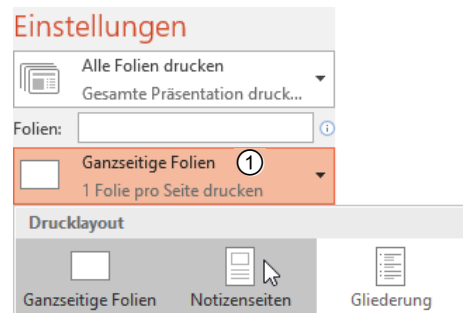 Einstellungen
Alle Folien drucken
Gesamte Präsentation druck...
Folien:
Ganzseitige Folien 1
1 Folie pro Seite drucken
Drucklayout
Ganzseitige Folien Notizenseiten Gliederung